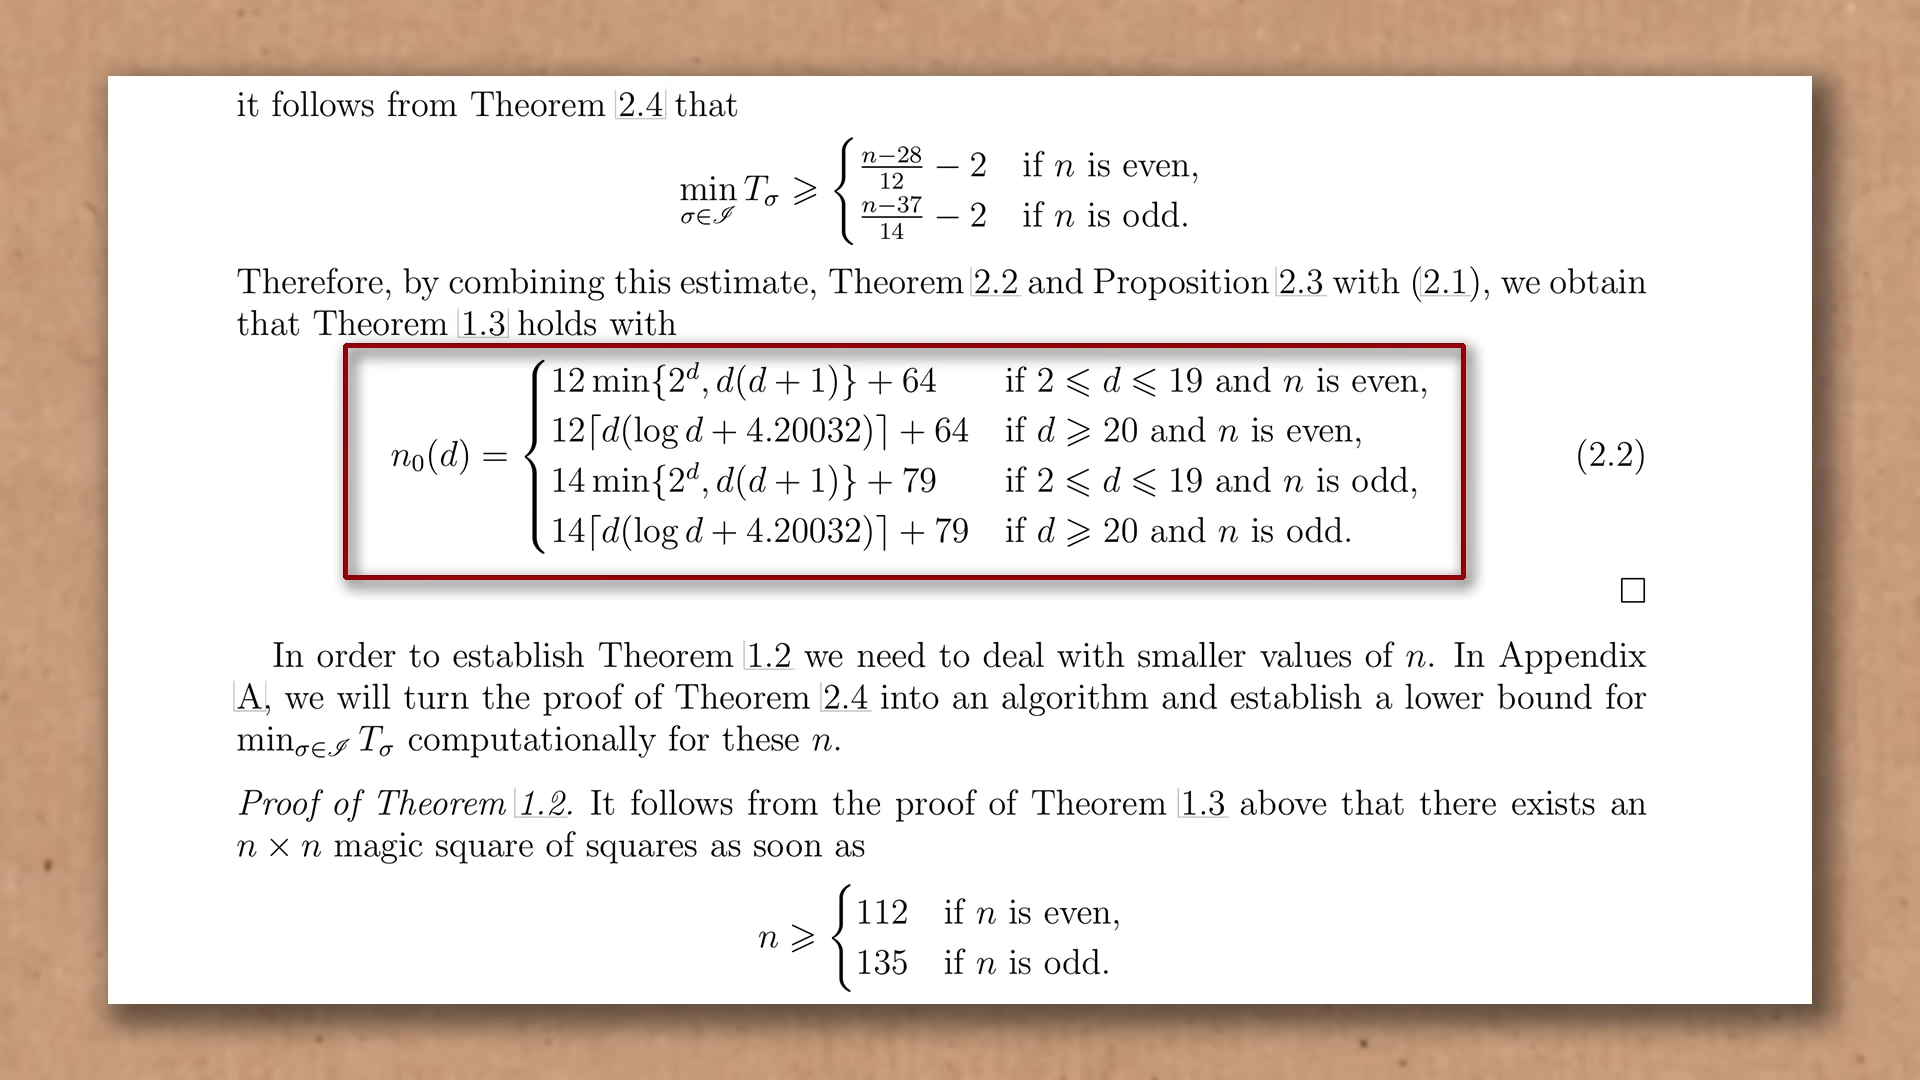 it follows from Theorem 2.4 that
min_{σ∈ℐ} T_σ ⩾ { (n−28)/12 − 2 if n is even,
(n−37)/14 − 2 if n is odd.
Therefore, by combining this estimate, Theorem 2.2 and Proposition 2.3 with (2.1), we obtain
that Theorem 1.3 holds with
n₀(d) = { 12 min{2^d, d(d + 1)} + 64 if 2 ⩽ d ⩽ 19 and n is even,
12⌈d(log d + 4.20032)⌉ + 64 if d ⩾ 20 and n is even,
14 min{2^d, d(d + 1)} + 79 if 2 ⩽ d ⩽ 19 and n is odd,
14⌈d(log d + 4.20032)⌉ + 79 if d ⩾ 20 and n is odd.
(2.2)
□
In order to establish Theorem 1.2 we need to deal with smaller values of n. In Appendix
A, we will turn the proof of Theorem 2.4 into an algorithm and establish a lower bound for
min_{σ∈ℐ} T_σ computationally for these n.
Proof of Theorem 1.2. It follows from the proof of Theorem 1.3 above that there exists an
n × n magic square of squares as soon as
n ⩾ { 112 if n is even,
135 if n is odd.